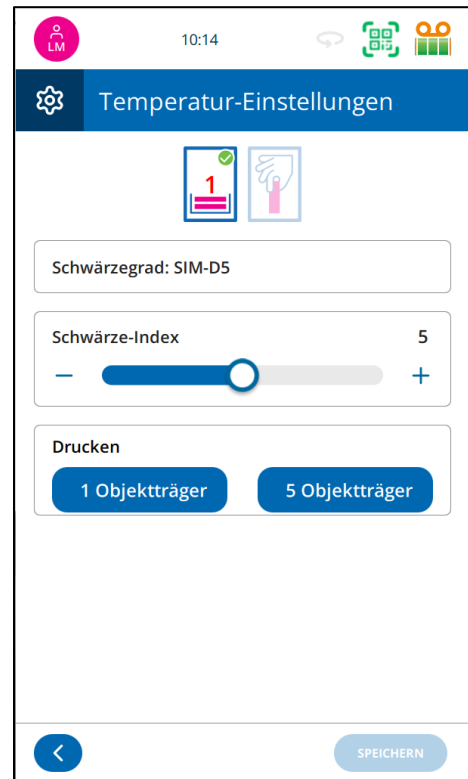 LM
10:14
Temperatur-Einstellungen
1
Schwärzegrad: SIM-D5
Schwärze-Index 5
− +
Drucken
1 Objektträger 5 Objektträger
SPEICHERN